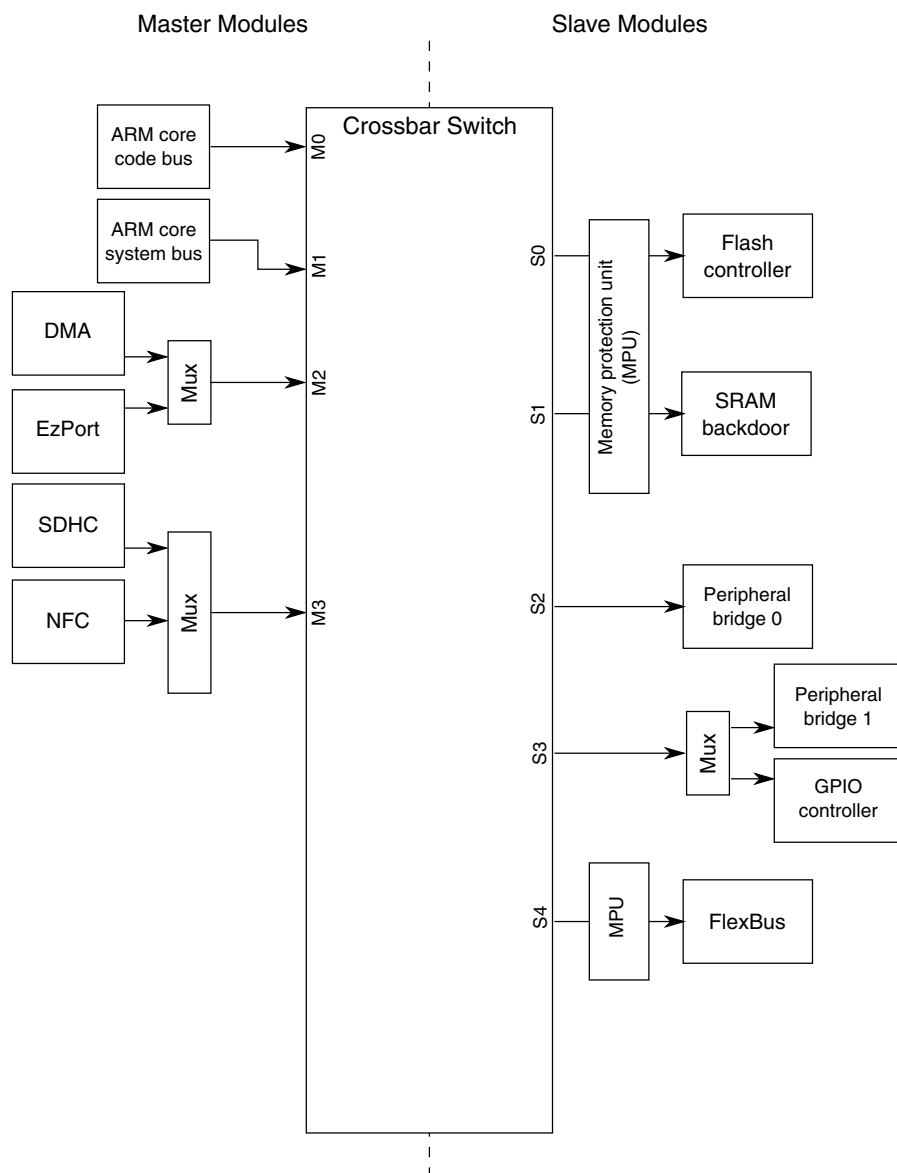 Master Modules
Slave Modules
Crossbar Switch
ARM core
code bus
M0
ARM core
system bus
M1
DMA
EzPort
Mux
M2
SDHC
NFC
Mux
M3
S0
Memory protection unit
(MPU)
Flash
controller
S1
SRAM
backdoor
S2
Peripheral
bridge 0
S3
Mux
Peripheral
bridge 1
GPIO
controller
S4
MPU
FlexBus